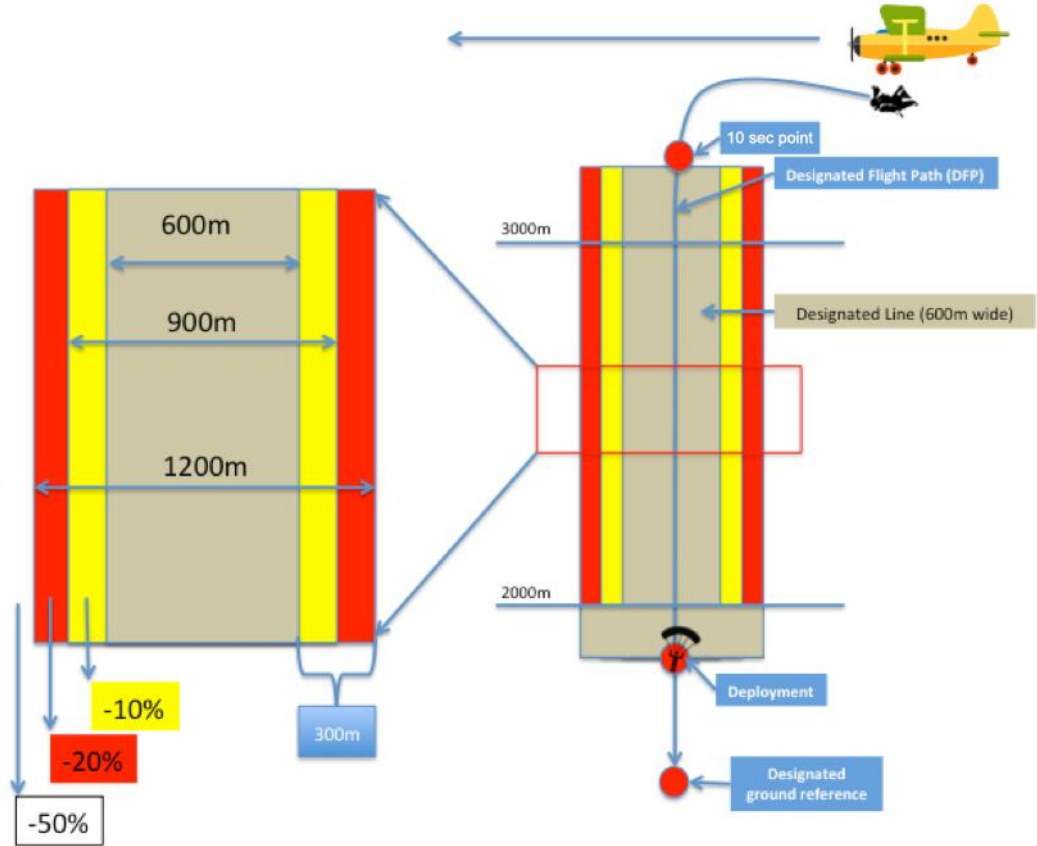 10 sec point
Designated Flight Path (DFP)
600m
3000m
900m
Designated Line (600m wide)
1200m
2000m
-10%
-20%
-50%
300m
Deployment
Designated
ground reference